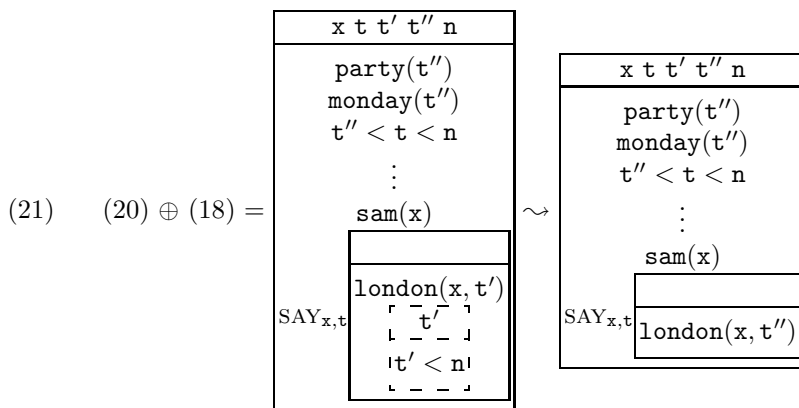 x t t′ t″ n
party(t″)
monday(t″)
t″ < t < n
⋮
sam(x)
london(x, t′)
SAYx,t
t′
t′ < n
(21) (20) ⊕ (18) =
⤳
x t t′ t″ n
party(t″)
monday(t″)
t″ < t < n
⋮
sam(x)
SAYx,t
london(x, t″)